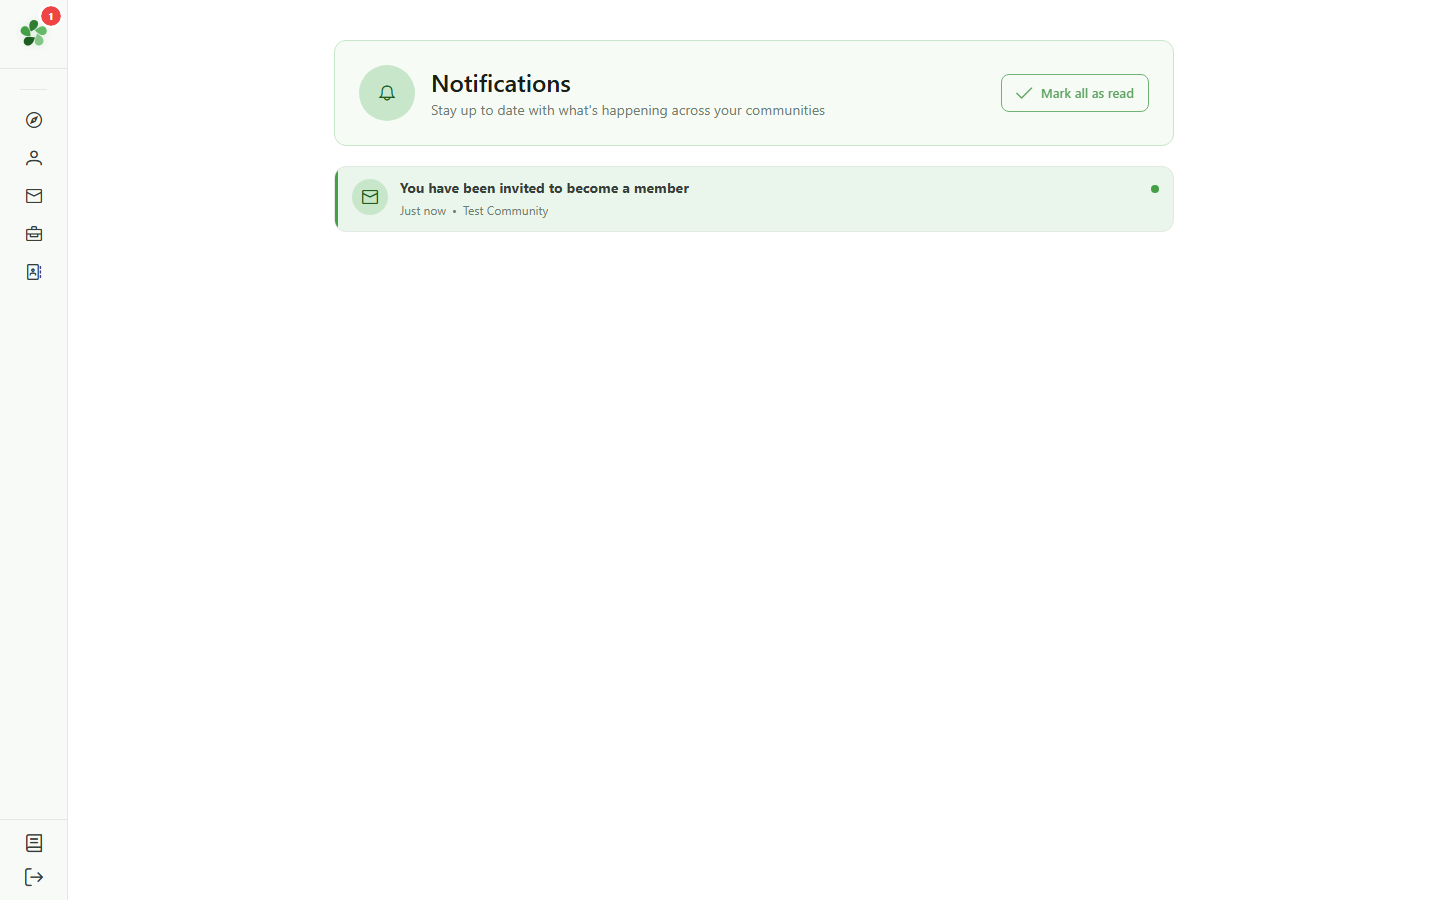 1
Notifications
Stay up to date with what's happening across your communities
Mark all as read
You have been invited to become a member
Just now • Test Community